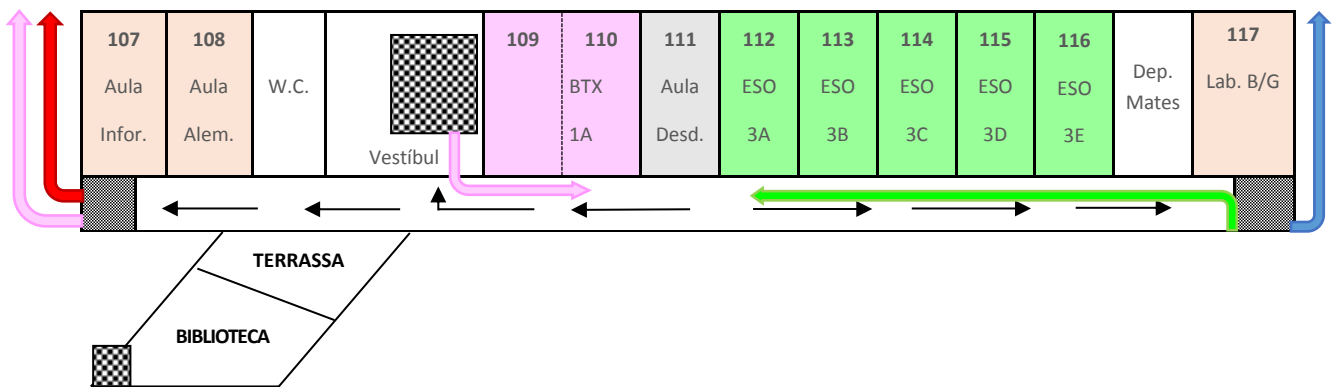 107
Aula
Infor.
108
Aula
Alem.
W.C.
Vestíbul
109
110
BTX
1A
111
Aula
Desd.
112
ESO
3A
113
ESO
3B
114
ESO
3C
115
ESO
3D
116
ESO
3E
Dep.
Mates
117
Lab. B/G
TERRASSA
BIBLIOTECA